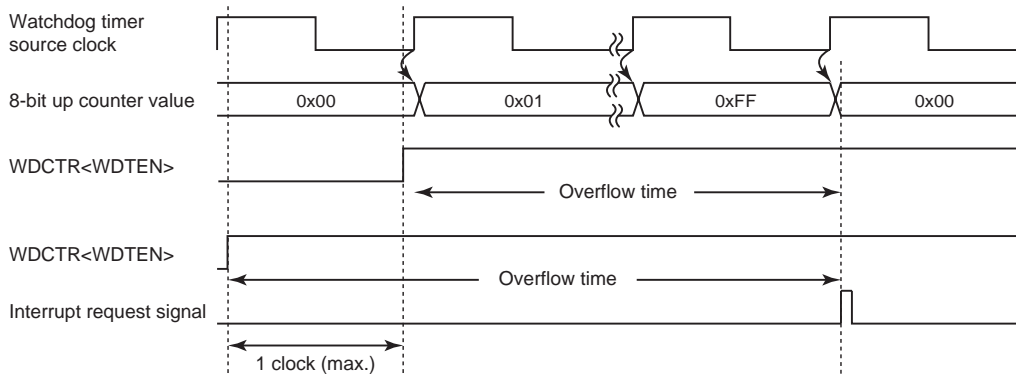 Watchdog timer
source clock
8-bit up counter value
0x00
0x01
0xFF
0x00
WDCTR<WDTEN>
Overflow time
WDCTR<WDTEN>
Overflow time
Interrupt request signal
1 clock (max.)